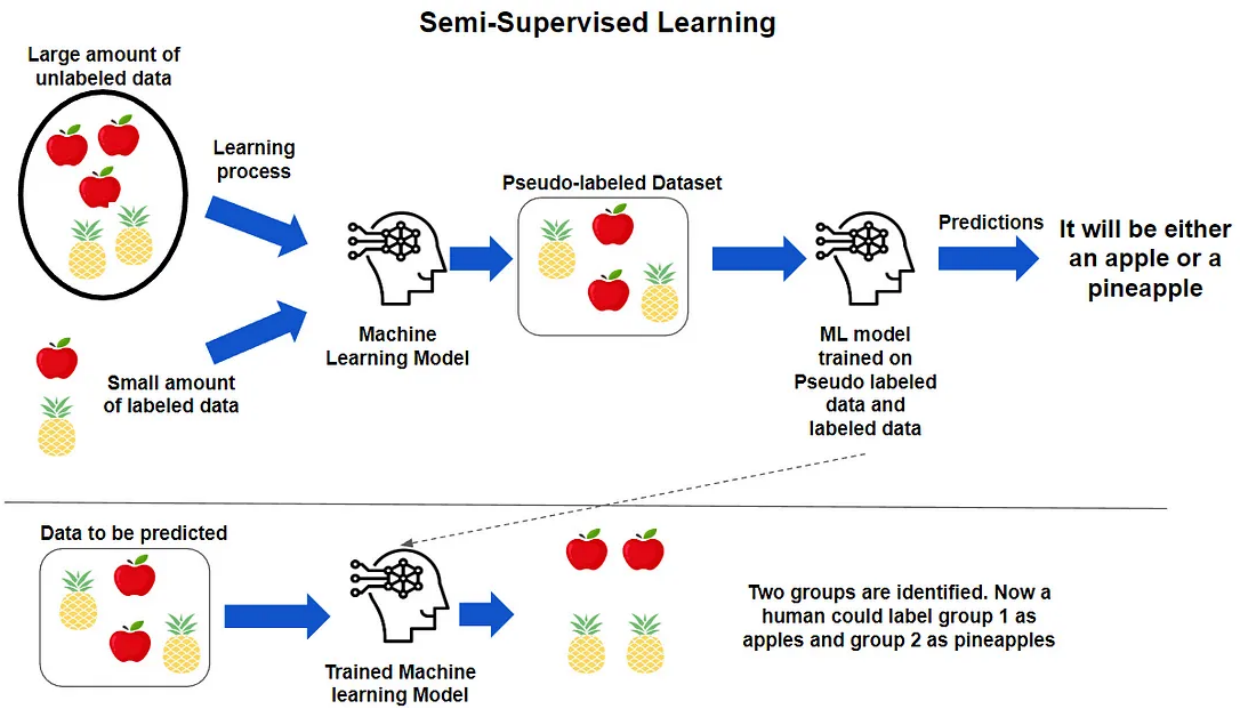 Semi-Supervised Learning
Large amount of
unlabeled data
Learning
process
Pseudo-labeled Dataset
Predictions
It will be either
an apple or a
pineapple
Machine
Learning Model
ML model
trained on
Pseudo labeled
data and
labeled data
Small amount
of labeled data
Data to be predicted
Two groups are identified. Now a
human could label group 1 as
apples and group 2 as pineapples
Trained Machine
learning Model